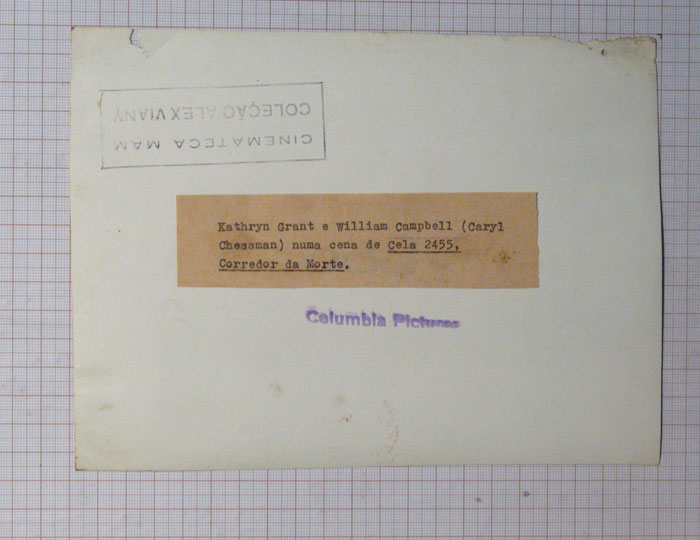 CINEMATECA MAM
COLEÇÃO ALEX VIANY
Kathryn Grant e William Campbell (Caryl
Chessman) numa cena de Cela 2455,
Corredor da Morte.
Columbia Pictures